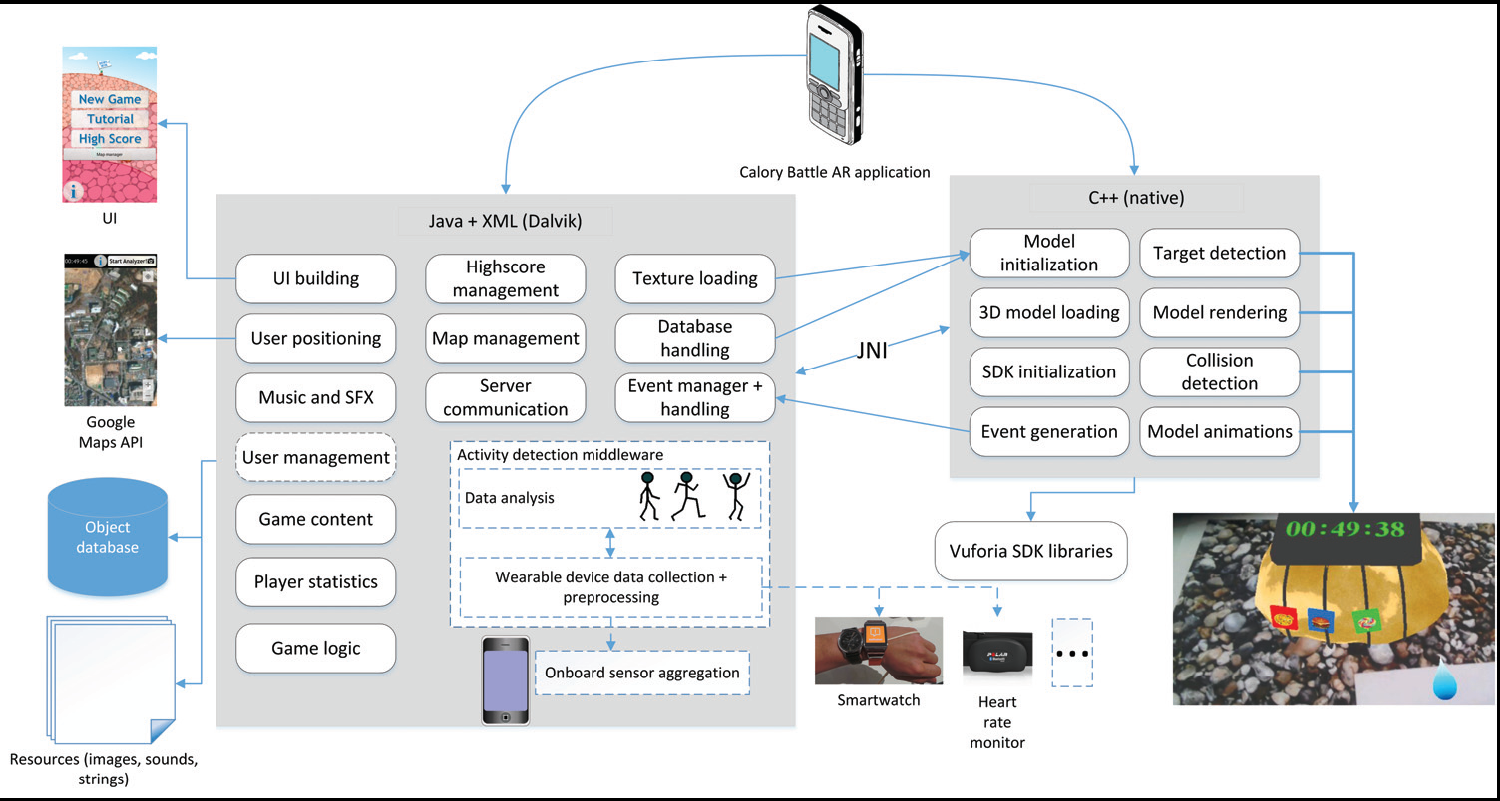 Calory Battle AR application
New Game
Tutorial
High Score
Map manager
i
UI
00:49:45
i
Start Analyzer!
Google
Maps API
Object
database
Resources (images, sounds,
strings)
Java + XML (Dalvik)
UI building
User positioning
Music and SFX
User management
Game content
Player statistics
Game logic
Highscore
management
Map management
Server
communication
Texture loading
Database
handling
Event manager +
handling
Activity detection middleware
Data analysis
Wearable device data collection +
preprocessing
Onboard sensor aggregation
JNI
C++ (native)
Model
initialization
3D model loading
SDK initialization
Event generation
Target detection
Model rendering
Collision
detection
Model animations
Vuforia SDK libraries
Smartwatch
POLAR
Heart
rate
monitor
...
00:49:38